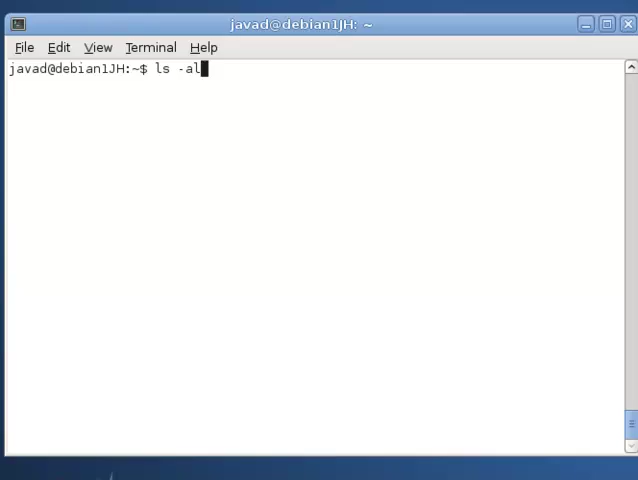 javad@debian1JH: ~
File Edit View Terminal Help
javad@debian1JH:~$ ls -al